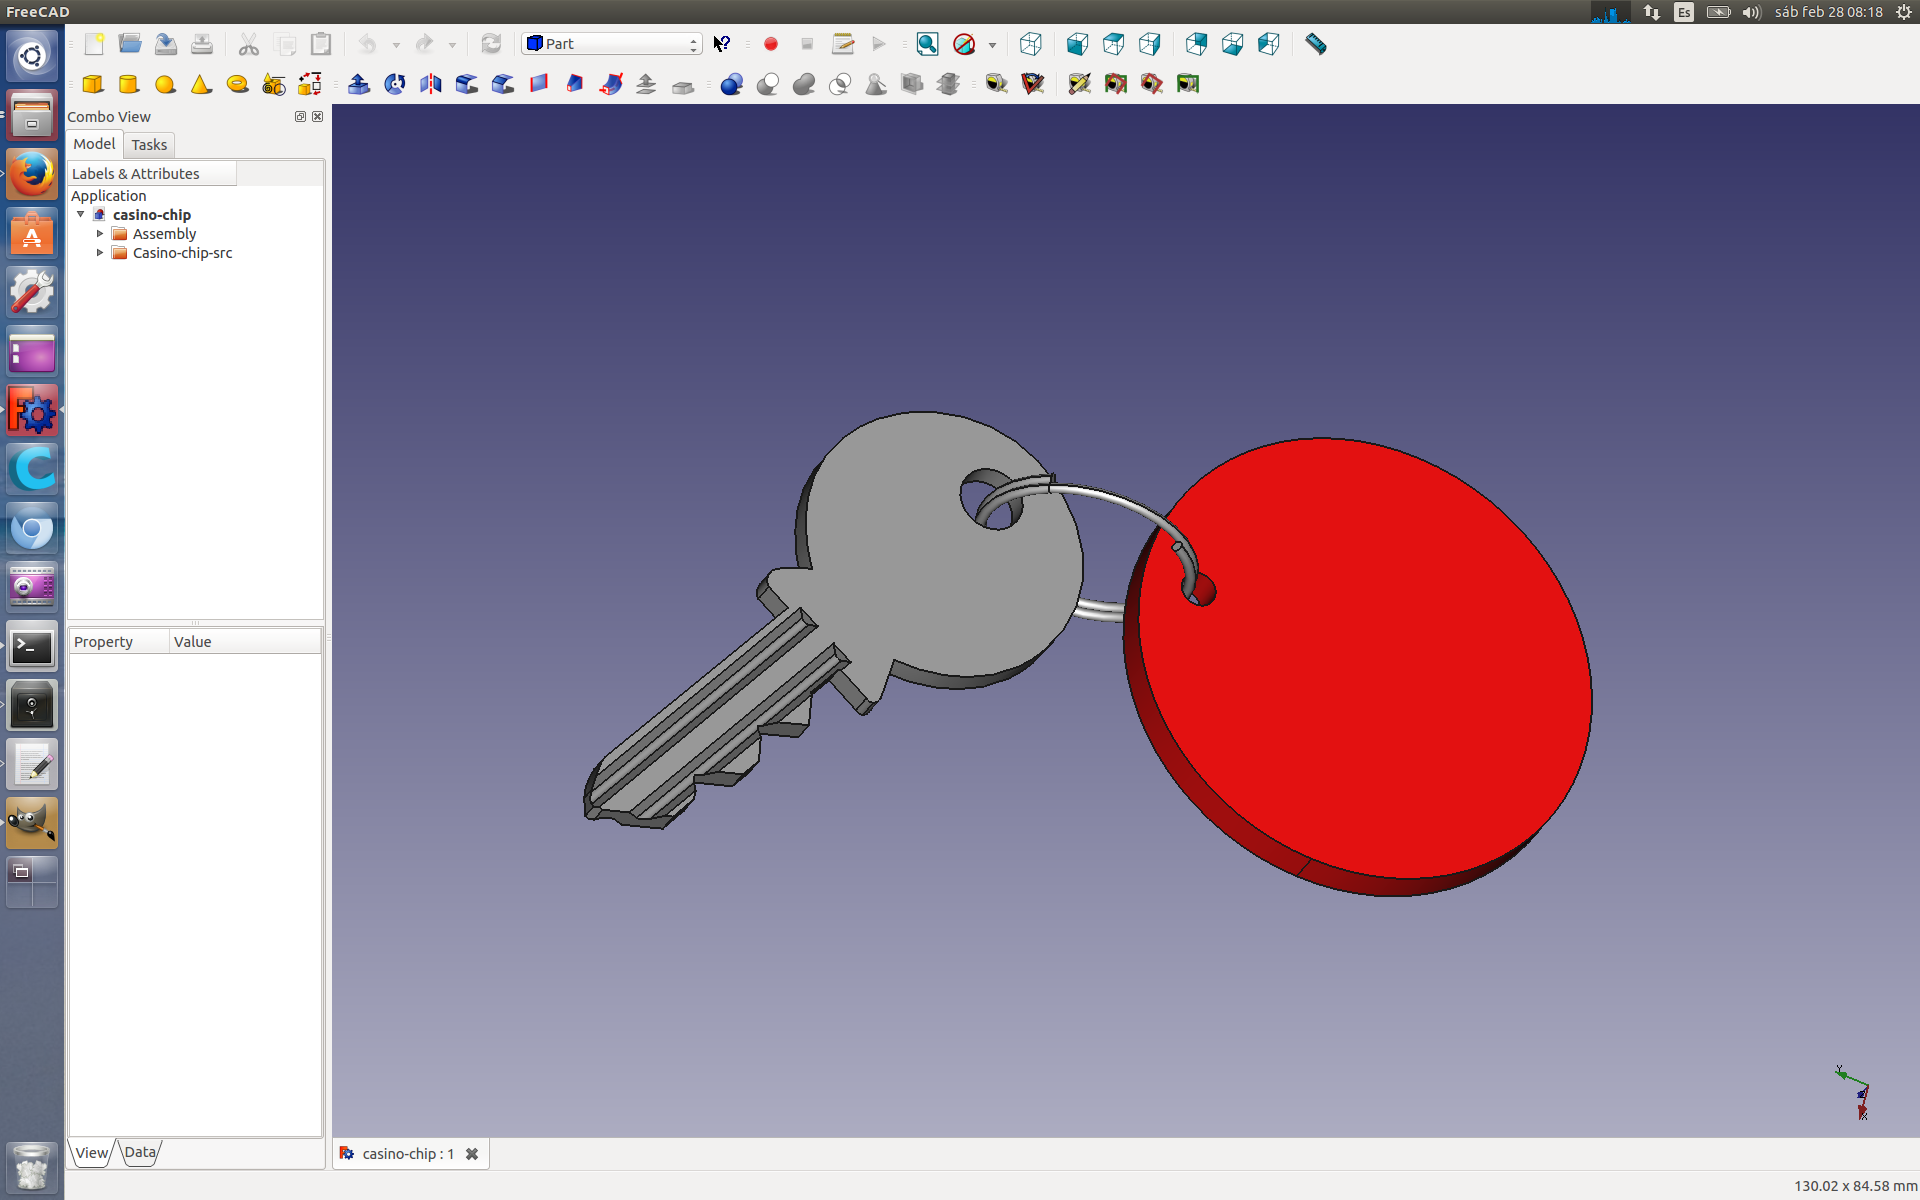 FreeCAD
Es
sáb feb 28 08:18
Part
Combo View
Model
Tasks
Labels & Attributes
Application
casino-chip
Assembly
Casino-chip-src
Property
Value
View
Data
casino-chip : 1
Y
X
130.02 x 84.58 mm